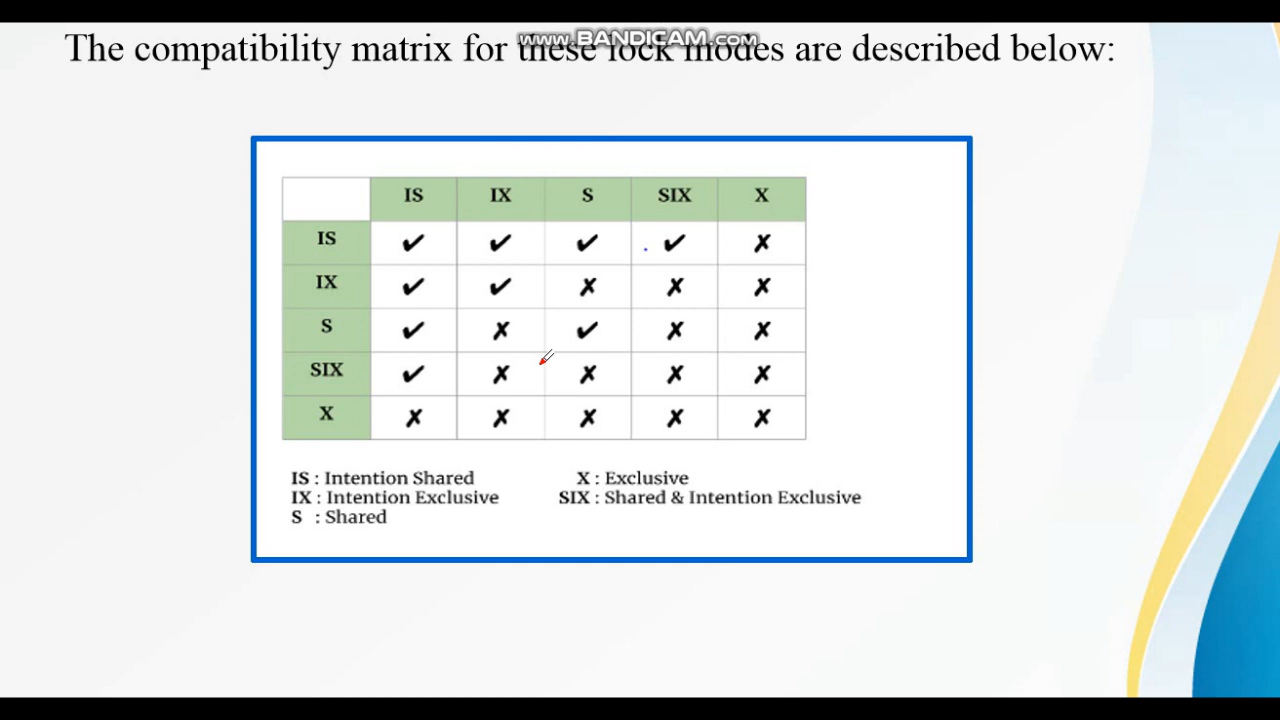 www.BANDICAM.com
The compatibility matrix for these lock modes are described below:
IS IX S SIX X
IS ✔ ✔ ✔ ✔ ✗
IX ✔ ✔ ✗ ✗ ✗
S ✔ ✗ ✔ ✗ ✗
SIX ✔ ✗ ✗ ✗ ✗
X ✗ ✗ ✗ ✗ ✗
IS : Intention Shared X : Exclusive
IX : Intention Exclusive SIX : Shared & Intention Exclusive
S : Shared